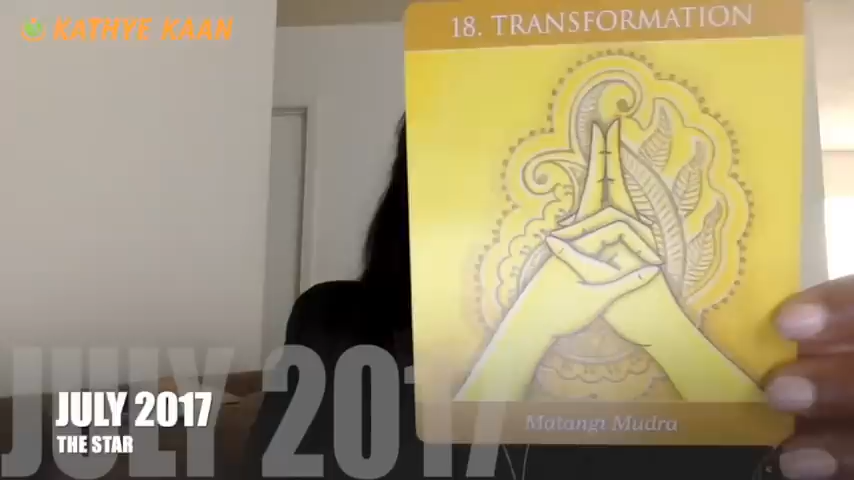 KATHYE KAAN
18. TRANSFORMATION
JULY 2017
JULY 2017
THE STAR
Matangi Mudra